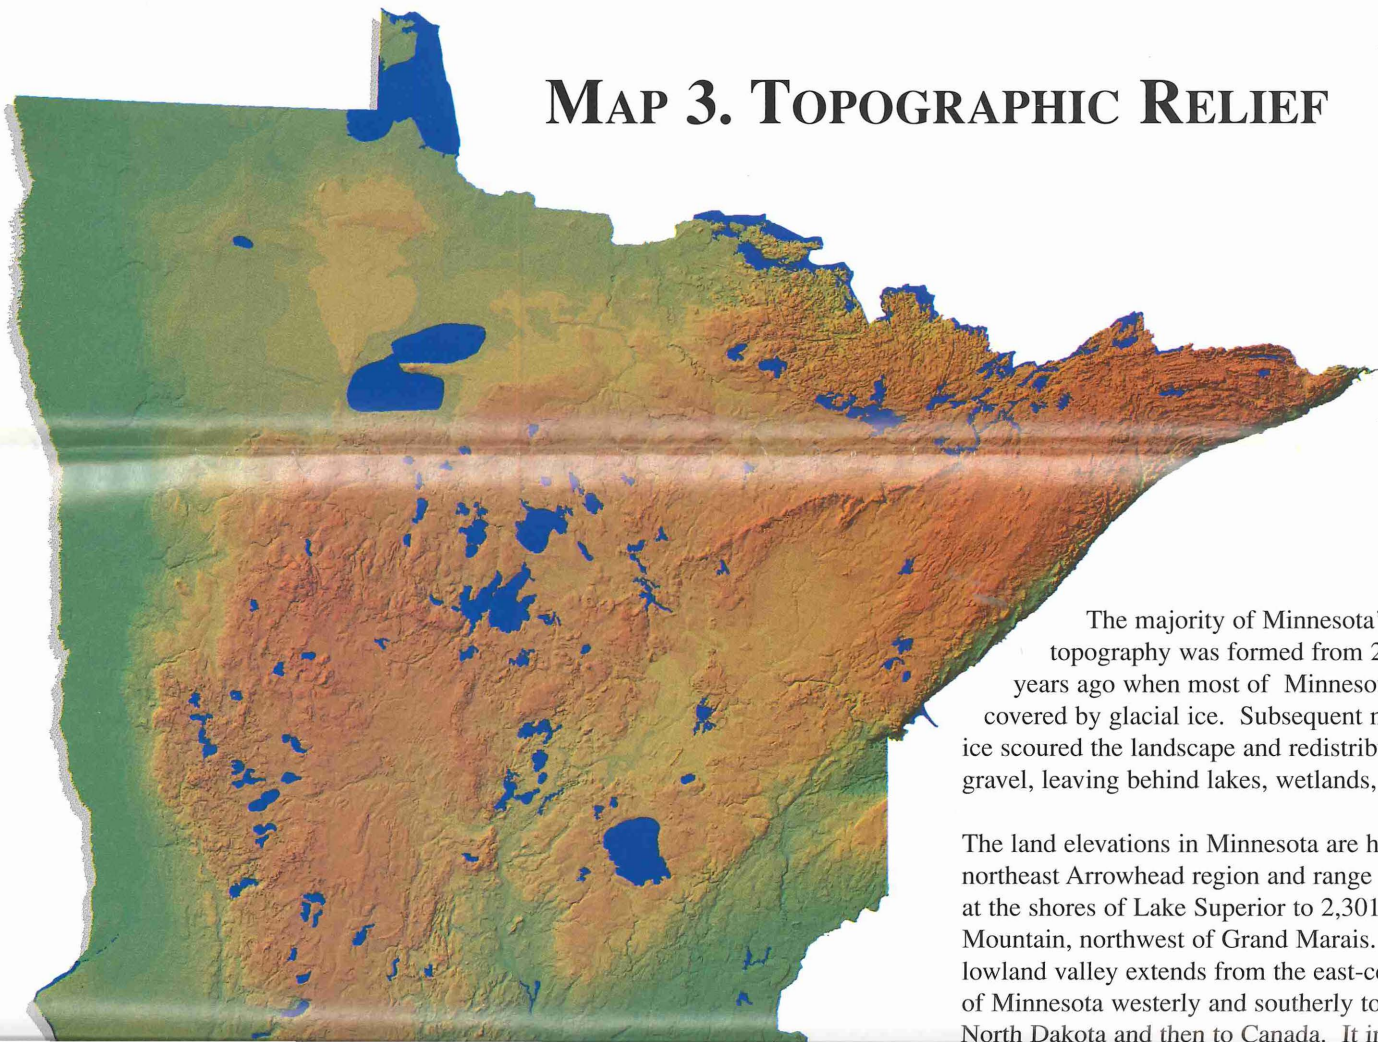 MAP 3. TOPOGRAPHIC RELIEF
The majority of Minnesota'
topography was formed from 2
years ago when most of Minneso
covered by glacial ice. Subsequent
ice scoured the landscape and redistrib
gravel, leaving behind lakes, wetlands,
The land elevations in Minnesota are h
northeast Arrowhead region and range
at the shores of Lake Superior to 2,301
Mountain, northwest of Grand Marais.
lowland valley extends from the east-ce
of Minnesota westerly and southerly to
North Dakota and then to Canada. It i